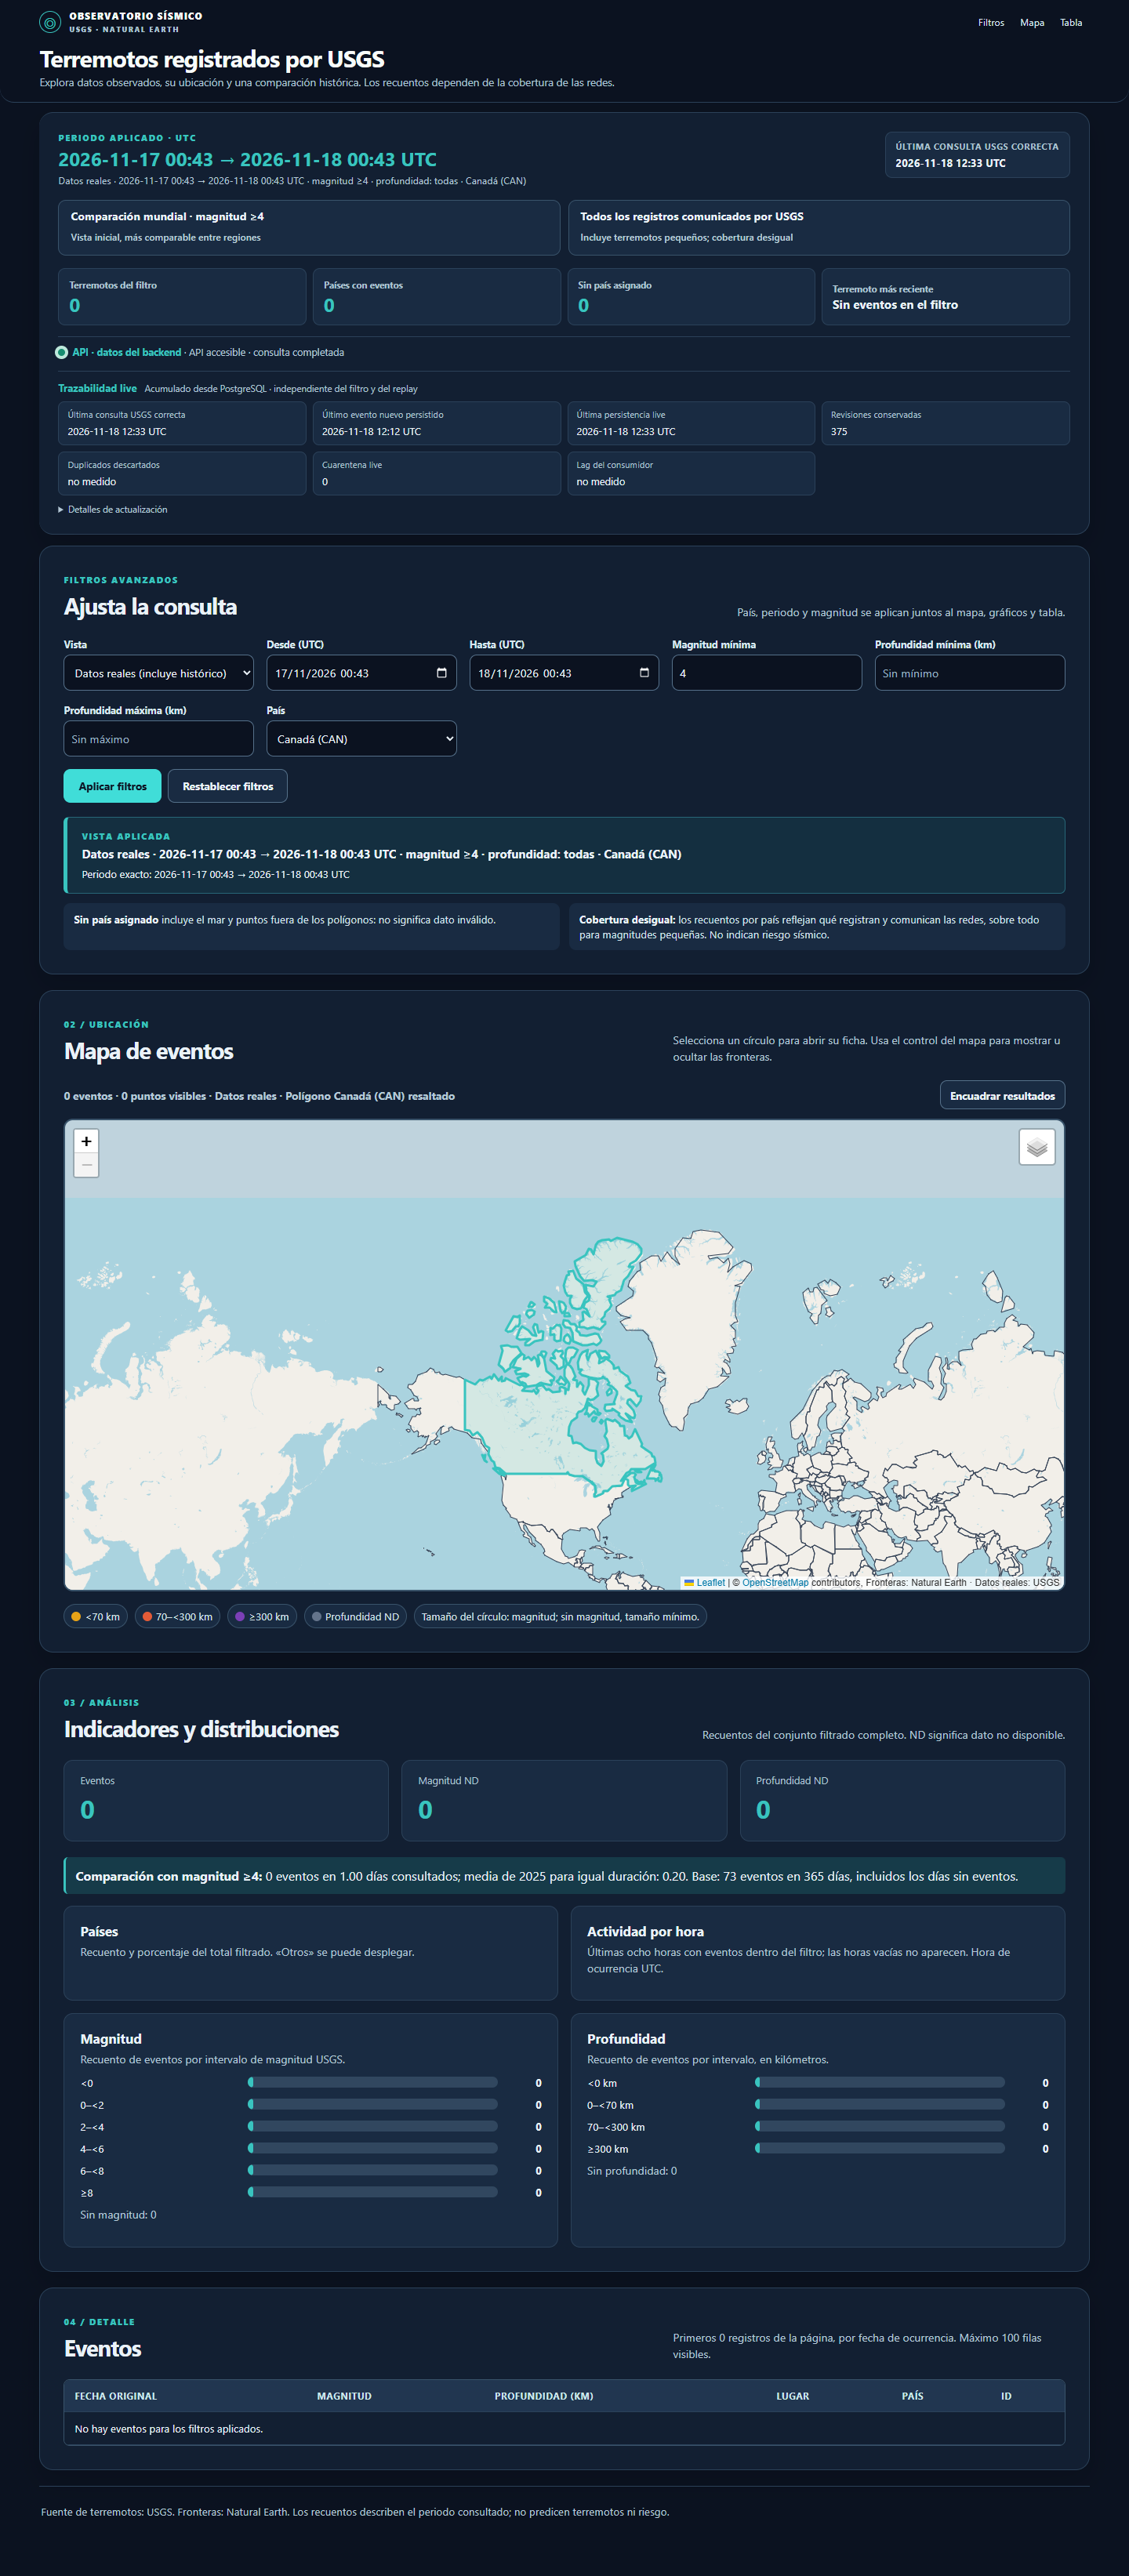 OBSERVATORIO SÍSMICO
USGS · NATURAL EARTH
Filtros Mapa Tabla
Terremotos registrados por USGS
Explora datos observados, su ubicación y una comparación histórica. Los recuentos dependen de la cobertura de las redes.
PERIODO APLICADO · UTC
2026-11-17 00:43 → 2026-11-18 00:43 UTC
Datos reales · 2026-11-17 00:43 → 2026-11-18 00:43 UTC · magnitud ≥4 · profundidad: todas · Canadá (CAN)
ÚLTIMA CONSULTA USGS CORRECTA
2026-11-18 12:33 UTC
Comparación mundial · magnitud ≥4
Vista inicial, más comparable entre regiones
Todos los registros comunicados por USGS
Incluye terremotos pequeños; cobertura desigual
Terremotos del filtro
0
Países con eventos
0
Sin país asignado
0
Terremoto más reciente
Sin eventos en el filtro
API · datos del backend · API accesible · consulta completada
Trazabilidad live Acumulado desde PostgreSQL · independiente del filtro y del replay
Última consulta USGS correcta
2026-11-18 12:33 UTC
Último evento nuevo persistido
2026-11-18 12:12 UTC
Última persistencia live
2026-11-18 12:33 UTC
Revisiones conservadas
375
Duplicados descartados
no medido
Cuarentena live
0
Lag del consumidor
no medido
▶ Detalles de actualización
FILTROS AVANZADOS
Ajusta la consulta
País, periodo y magnitud se aplican juntos al mapa, gráficos y tabla.
Vista
Datos reales (incluye histórico)
Desde (UTC)
17/11/2026 00:43
Hasta (UTC)
18/11/2026 00:43
Magnitud mínima
4
Profundidad mínima (km)
Sin mínimo
Profundidad máxima (km)
Sin máximo
País
Canadá (CAN)
Aplicar filtros
Restablecer filtros
VISTA APLICADA
Datos reales · 2026-11-17 00:43 → 2026-11-18 00:43 UTC · magnitud ≥4 · profundidad: todas · Canadá (CAN)
Periodo exacto: 2026-11-17 00:43 → 2026-11-18 00:43 UTC
Sin país asignado incluye el mar y puntos fuera de los polígonos: no significa dato inválido.
Cobertura desigual: los recuentos por país reflejan qué registran y comunican las redes, sobre todo
para magnitudes pequeñas. No indican riesgo sísmico.
02 / UBICACIÓN
Mapa de eventos
Selecciona un círculo para abrir su ficha. Usa el control del mapa para mostrar u
ocultar las fronteras.
0 eventos · 0 puntos visibles · Datos reales · Polígono Canadá (CAN) resaltado
Encuadrar resultados
+
−
Leaflet | © OpenStreetMap contributors, Fronteras: Natural Earth · Datos reales: USGS
<70 km
70–<300 km
≥300 km
Profundidad ND
Tamaño del círculo: magnitud; sin magnitud, tamaño mínimo.
03 / ANÁLISIS
Indicadores y distribuciones
Recuentos del conjunto filtrado completo. ND significa dato no disponible.
Eventos
0
Magnitud ND
0
Profundidad ND
0
Comparación con magnitud ≥4: 0 eventos en 1.00 días consultados; media de 2025 para igual duración: 0.20. Base: 73 eventos en 365 días, incluidos los días sin eventos.
Países
Recuento y porcentaje del total filtrado. «Otros» se puede desplegar.
Actividad por hora
Últimas ocho horas con eventos dentro del filtro; las horas vacías no aparecen. Hora de
ocurrencia UTC.
Magnitud
Recuento de eventos por intervalo de magnitud USGS.
<0 0
0–<2 0
2–<4 0
4–<6 0
6–<8 0
≥8 0
Sin magnitud: 0
Profundidad
Recuento de eventos por intervalo, en kilómetros.
<0 km 0
0–<70 km 0
70–<300 km 0
≥300 km 0
Sin profundidad: 0
04 / DETALLE
Eventos
Primeros 0 registros de la página, por fecha de ocurrencia. Máximo 100 filas
visibles.
FECHA ORIGINAL MAGNITUD PROFUNDIDAD (KM) LUGAR PAÍS ID
No hay eventos para los filtros aplicados.
Fuente de terremotos: USGS. Fronteras: Natural Earth. Los recuentos describen el periodo consultado; no predicen terremotos ni riesgo.